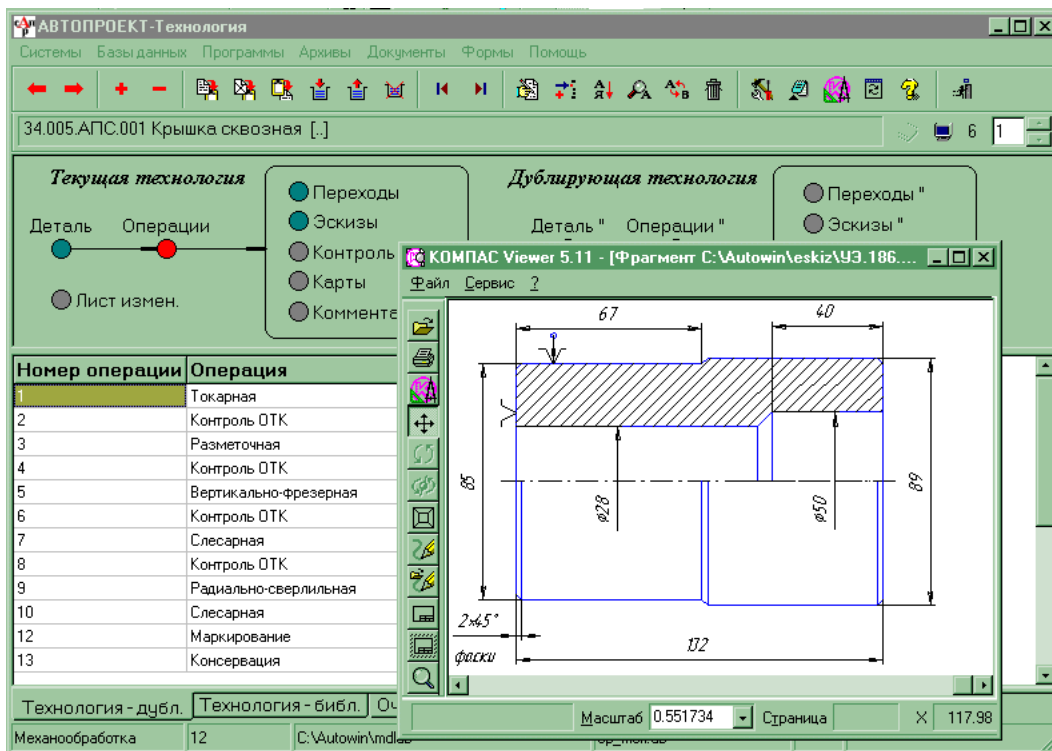 АВТОПРОЕКТ-Технология
Системы Базы данных Программы Архивы Документы Формы Помощь
34.005.АПС.001 Крышка сквозная [..]
6 1
Текущая технология
Дублирующая технология
Деталь Операции
Переходы
Эскизы
Контроль
Карты
Коммента
Лист измен.
Деталь " Операции "
Переходы "
Эскизы "
КОМПАС Viewer 5.11 - [Фрагмент C:\Autowin\eskiz\УЭ.186....
Файл Сервис ?
67
40
85
ø28
ø50
89
2x45°
фаски
132
Масштаб 0.551734 Страница X 117.98
Номер операции Операция
1 Токарная
2 Контроль ОТК
3 Разметочная
4 Контроль ОТК
5 Вертикально-фрезерная
6 Контроль ОТК
7 Слесарная
8 Контроль ОТК
9 Радиально-сверлильная
10 Слесарная
12 Маркирование
13 Консервация
Технология - дубл. Технология - библ. Оч
Механообработка 12 C:\Autowin\mdlab